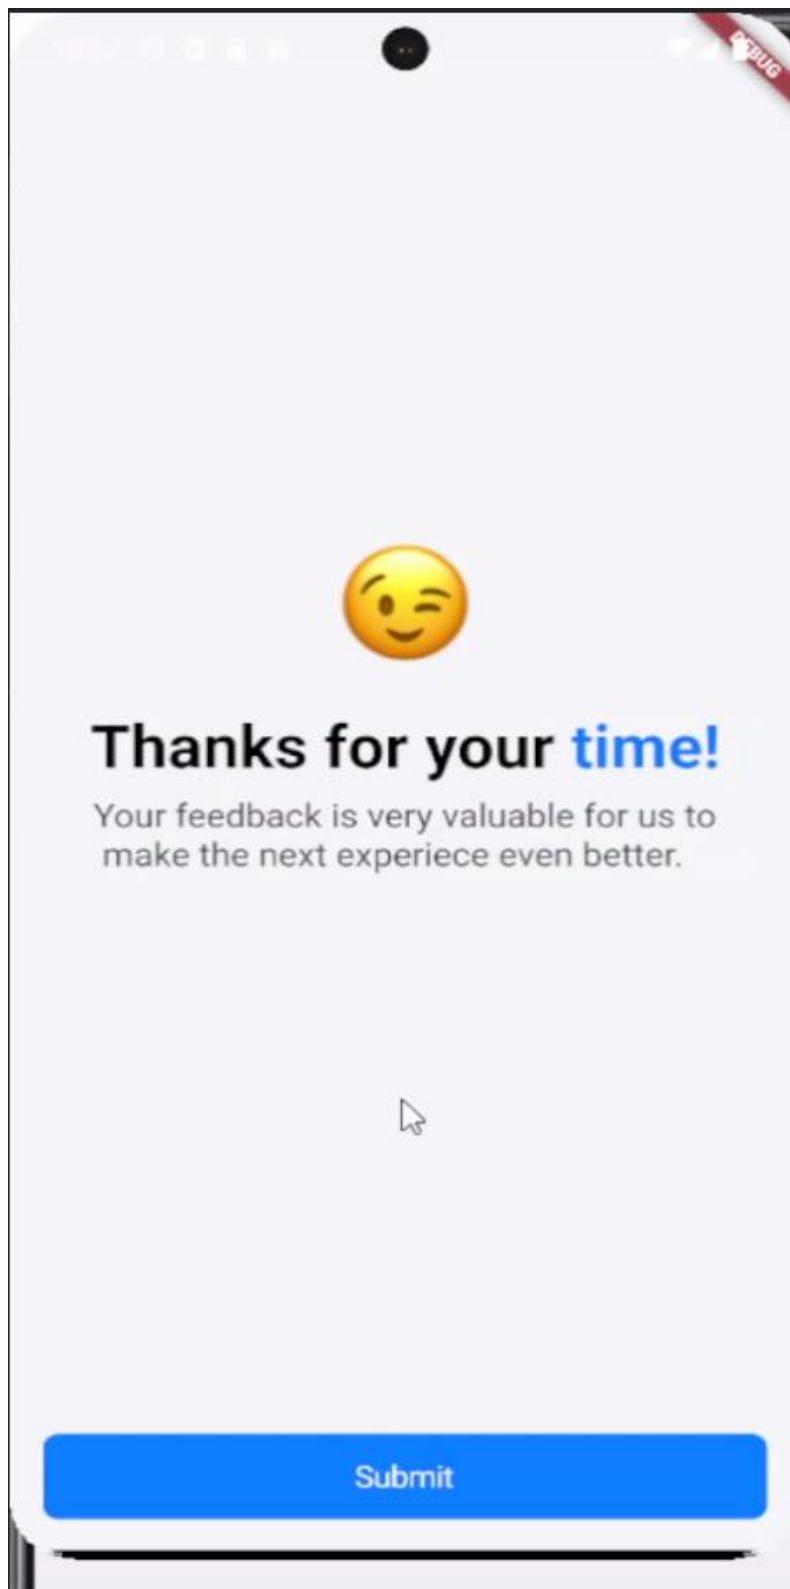 DEBUG
Thanks for your time!
Your feedback is very valuable for us to
make the next experiece even better.
Submit